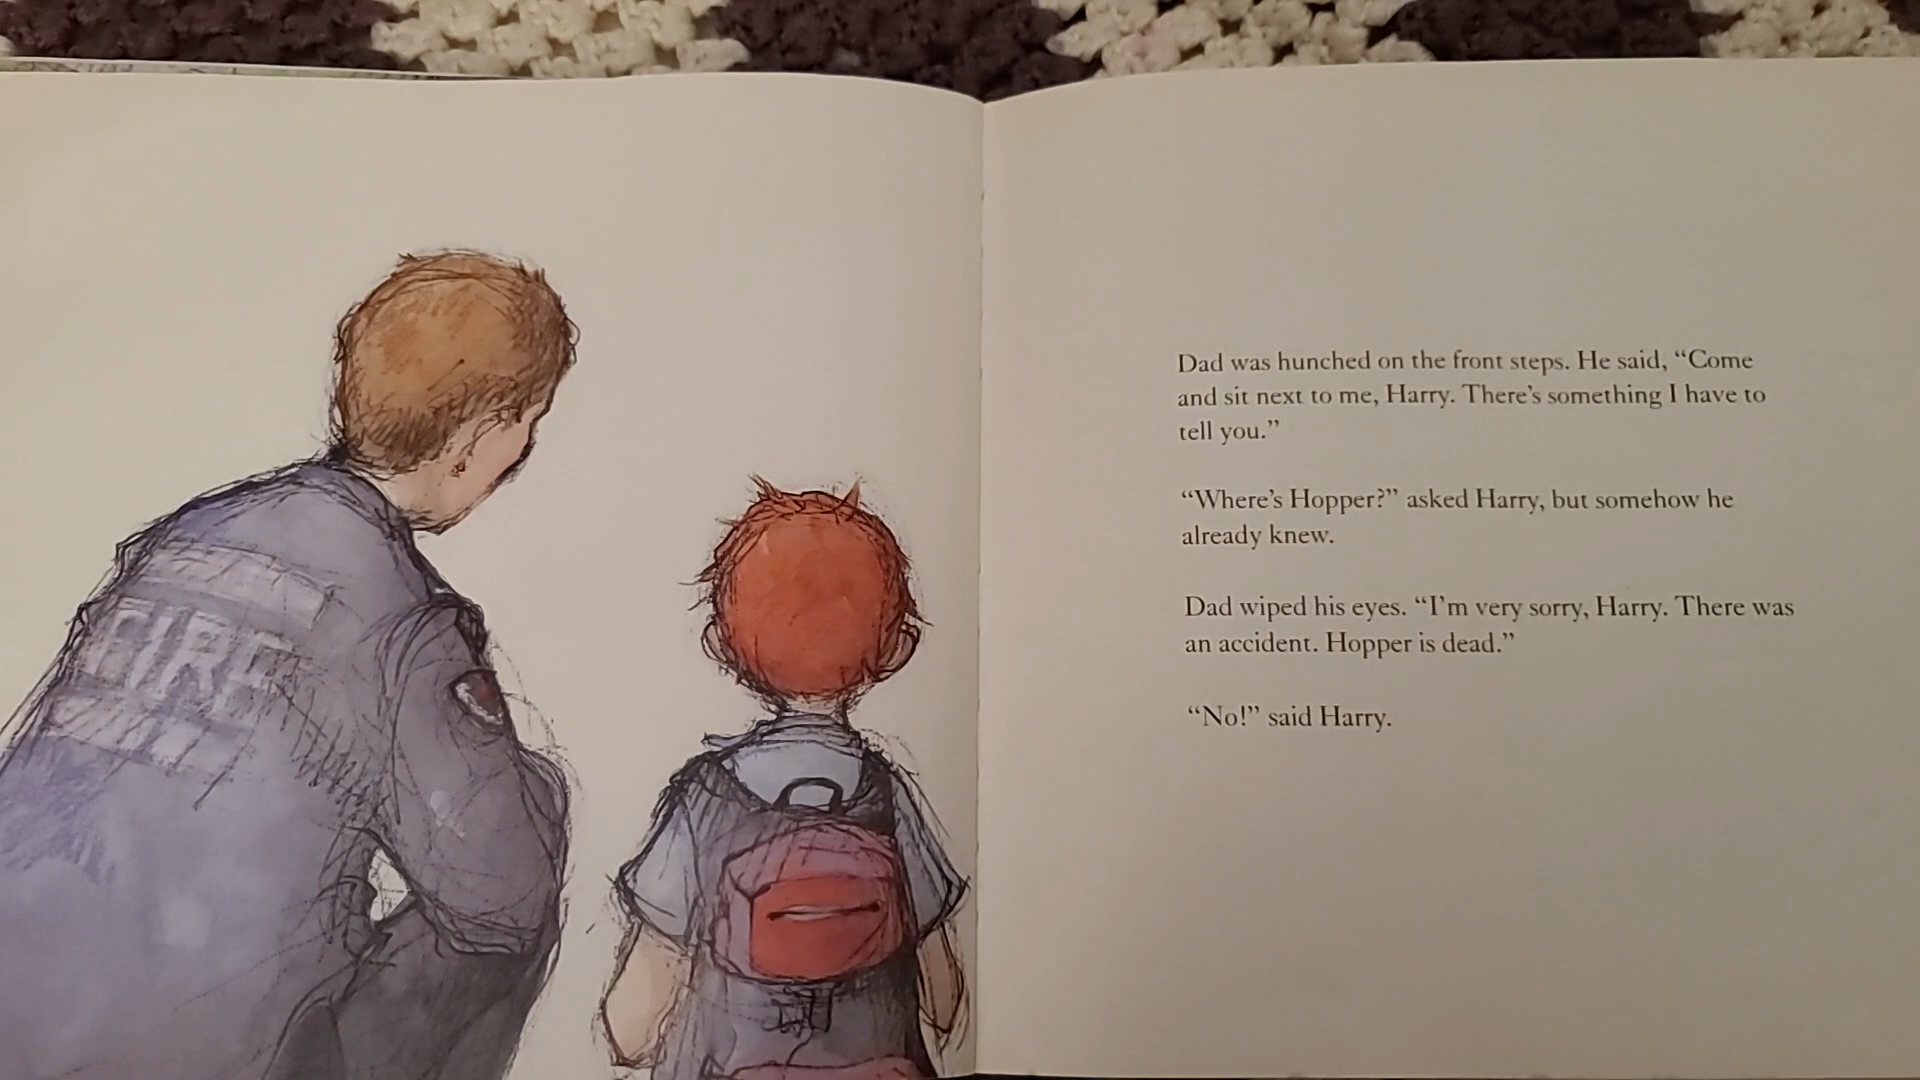 FIRE
Dad was hunched on the front steps. He said, “Come
and sit next to me, Harry. There’s something I have to
tell you.”
“Where’s Hopper?” asked Harry, but somehow he
already knew.
Dad wiped his eyes. “I’m very sorry, Harry. There was
an accident. Hopper is dead.”
“No!” said Harry.